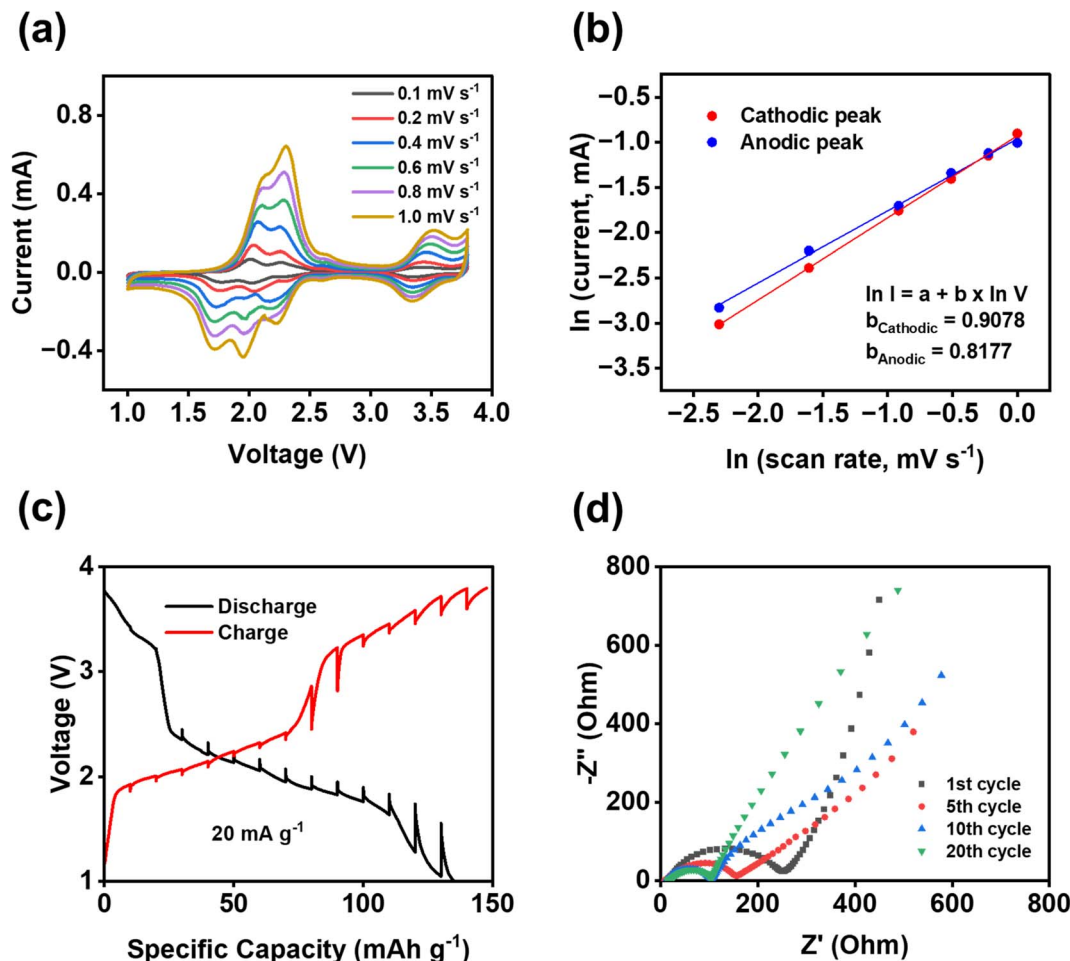 (a)
0.8
0.4
0.0
−0.4
Current (mA)
1.0 1.5 2.0 2.5 3.0 3.5 4.0
Voltage (V)
0.1 mV s⁻¹
0.2 mV s⁻¹
0.4 mV s⁻¹
0.6 mV s⁻¹
0.8 mV s⁻¹
1.0 mV s⁻¹
(b)
−0.5
−1.0
−1.5
−2.0
−2.5
−3.0
−3.5
ln (current, mA)
Cathodic peak
Anodic peak
ln I = a + b x ln V
b_Cathodic = 0.9078
b_Anodic = 0.8177
−2.5 −2.0 −1.5 −1.0 −0.5 0.0
ln (scan rate, mV s⁻¹)
(c)
4
3
2
1
Voltage (V)
Discharge
Charge
20 mA g⁻¹
0 50 100 150
Specific Capacity (mAh g⁻¹)
(d)
800
600
400
200
0
-Z'' (Ohm)
1st cycle
5th cycle
10th cycle
20th cycle
0 200 400 600 800
Z' (Ohm)